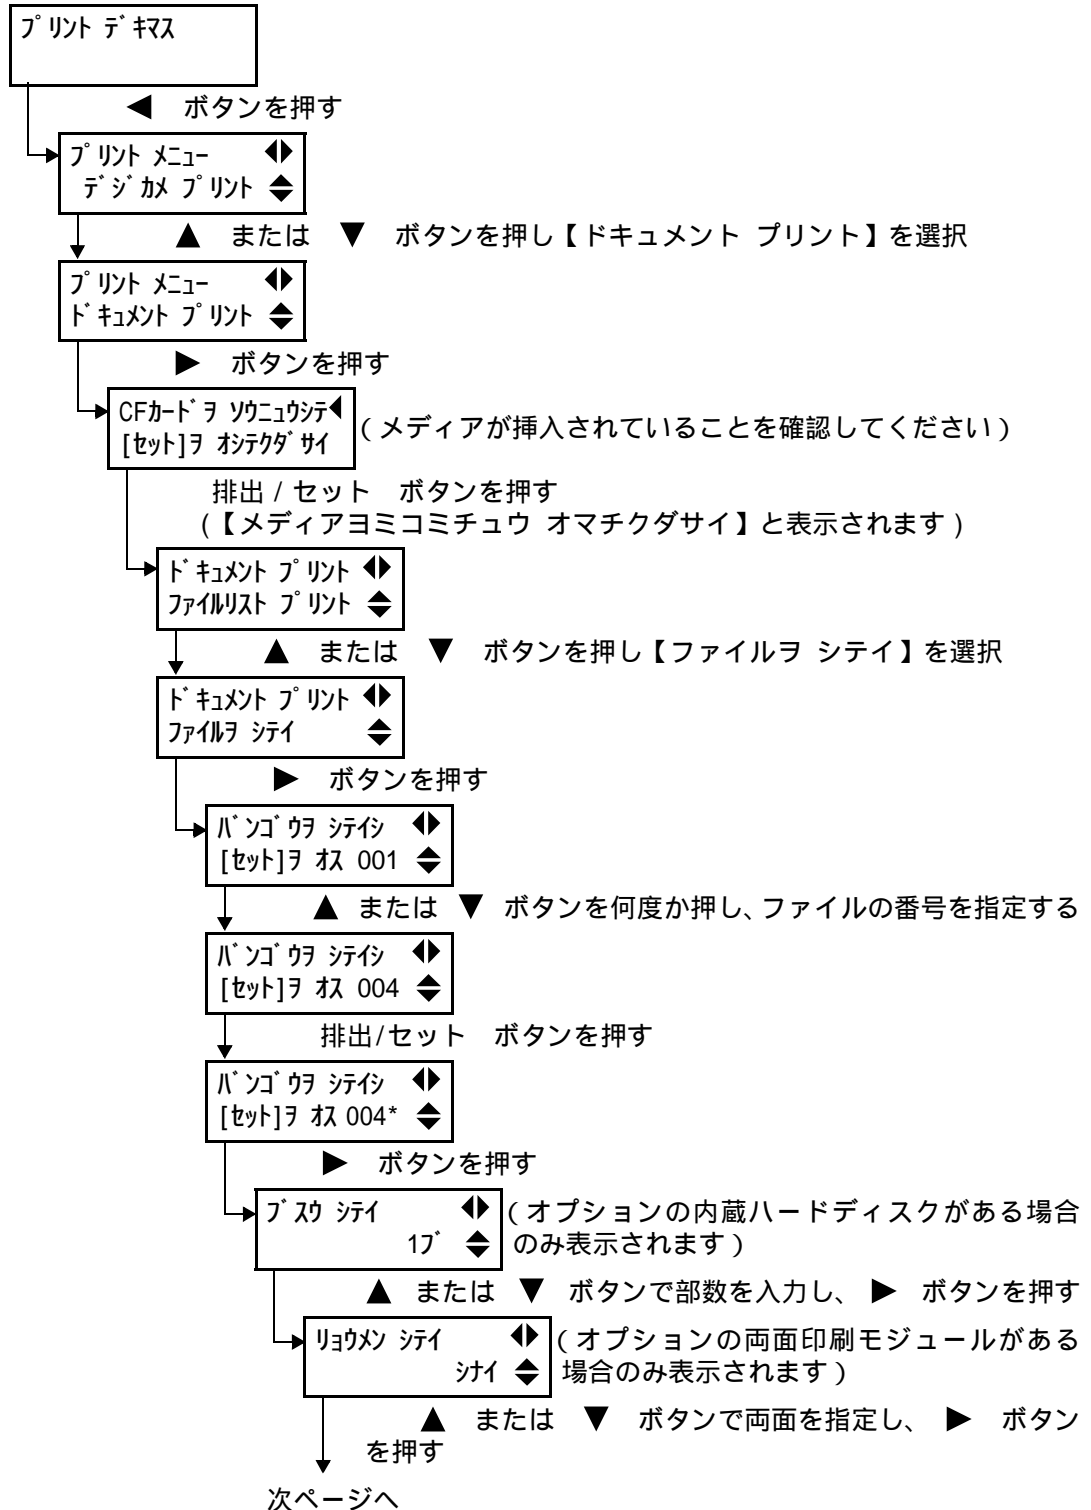 ﾌﾟﾘﾝﾄ ﾃﾞｷﾏｽ
◀ ボタンを押す
ﾌﾟﾘﾝﾄ ﾒﾆｭｰ ◀▶
ﾃﾞｼﾞｶﾒ ﾌﾟﾘﾝﾄ ▲▼
▲ または ▼ ボタンを押し【ドキュメント プリント】を選択
ﾌﾟﾘﾝﾄ ﾒﾆｭｰ ◀▶
ﾄﾞｷｭﾒﾝﾄ ﾌﾟﾘﾝﾄ ▲▼
▶ ボタンを押す
CFｶｰﾄﾞｦ ｿｳﾆｭｳｼﾃ◀
[ｾｯﾄ]ｦ ｵｼﾃｸﾀﾞｻｲ
(メディアが挿入されていることを確認してください)
排出 / セット ボタンを押す
(【メディアヨミコミチュウ オマチクダサイ】と表示されます)
ﾄﾞｷｭﾒﾝﾄ ﾌﾟﾘﾝﾄ ◀▶
ﾌｧｲﾙﾘｽﾄ ﾌﾟﾘﾝﾄ ▲▼
▲ または ▼ ボタンを押し【ファイルヲ シテイ】を選択
ﾄﾞｷｭﾒﾝﾄ ﾌﾟﾘﾝﾄ ◀▶
ﾌｧｲﾙｦ ｼﾃｲ ▲▼
▶ ボタンを押す
ﾊﾞﾝｺﾞｳｦ ｼﾃｲｼ ◀▶
[ｾｯﾄ]ｦ ｵｽ 001 ▲▼
▲ または ▼ ボタンを何度か押し、ファイルの番号を指定する
ﾊﾞﾝｺﾞｳｦ ｼﾃｲｼ ◀▶
[ｾｯﾄ]ｦ ｵｽ 004 ▲▼
排出/セット ボタンを押す
ﾊﾞﾝｺﾞｳｦ ｼﾃｲｼ ◀▶
[ｾｯﾄ]ｦ ｵｽ 004* ▲▼
▶ ボタンを押す
ﾌﾞｽｳ ｼﾃｲ ◀▶
1ﾌﾞ ▲▼
(オプションの内蔵ハードディスクがある場合
のみ表示されます)
▲ または ▼ ボタンで部数を入力し、 ▶ ボタンを押す
ﾘｮｳﾒﾝ ｼﾃｲ ◀▶
ｼﾅｲ ▲▼
(オプションの両面印刷モジュールがある
場合のみ表示されます)
▲ または ▼ ボタンで両面を指定し、 ▶ ボタン
を押す
次ページへ